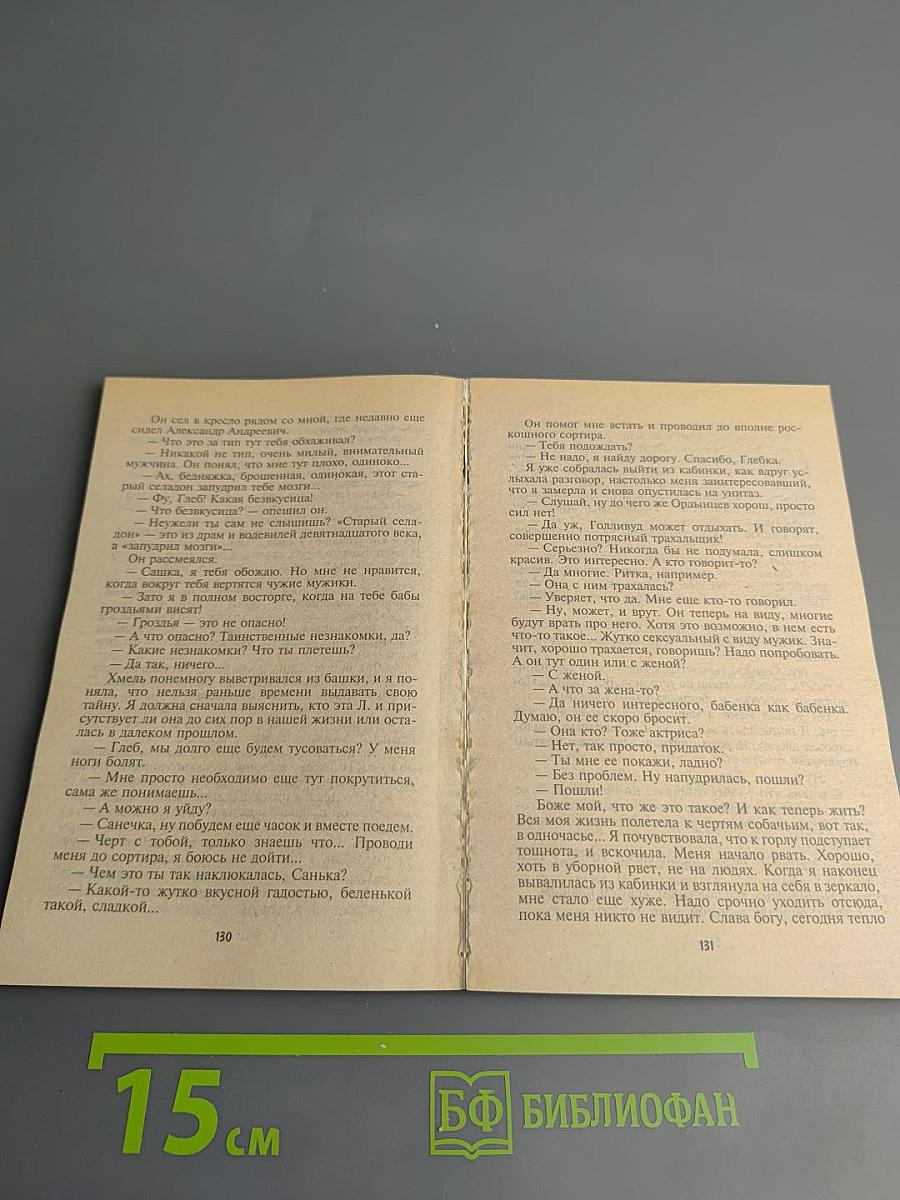 Он сел в кресло рядом со мной, где недавно еще
сидел Александр Андреевич.
— Что это за тип тут тебя обхаживал?
— Никакой не тип, очень милый, внимательный
мужчина. Он понял, что мне тут плохо, одиноко...
— Ах, бедняжка, брошенная, одинокая, этот ста-
рый селадон запудрил тебе мозги...
— Фу, Глеб! Какая безвкусица!
— Что безвкусица? — опешил он.
— Неужели ты сам не слышишь? «Старый села-
дон» — это из драм и водевилей девятнадцатого века,
а «запудрил мозги»...
Он рассмеялся.
— Сашка, я тебя обожаю. Но мне не нравится,
когда вокруг тебя вертятся чужие мужики.
— Зато я в полном восторге, когда на тебе бабы
гроздьями висят!
— Гроздья — это не опасно!
— А что опасно? Таинственные незнакомки, да?
— Какие незнакомки? Что ты плетешь?
— Да так, ничего...
Хмель понемногу выветривался из башки, и я по-
няла, что нельзя раньше времени выдавать свою
тайну. Я должна сначала выяснить, кто эта Л. и при-
сутствует ли она до сих пор в нашей жизни или оста-
лась в далеком прошлом.
— Глеб, мы долго еще будем тусоваться? У меня
ноги болят.
— Мне просто необходимо еще тут покрутиться,
сама же понимаешь...
— А можно я уйду?
— Санечка, ну побудем еще часок и вместе поедем.
— Черт с тобой, только знаешь что... Проводи
меня до сортира, я боюсь не дойти...
— Чем это ты так наклюкалась, Санька?
— Какой-то жутко вкусной гадостью, беленькой
такой, сладкой...
130
Он помог мне встать и проводил до вполне рос-
кошного сортира.
— Тебя подождать?
— Не надо, я найду дорогу. Спасибо, Глебка.
Я уже собралась выйти из кабинки, как вдруг ус-
лыхала разговор, настолько меня заинтересовавший,
что я замерла и снова опустилась на унитаз.
— Слушай, ну до чего же Ордынцев хорош, просто
сил нет!
— Да уж, Голливуд может отдыхать. И говорят,
совершенно потрясный трахальщик!
— Серьезно? Никогда бы не подумала, слишком
красив. Это интересно. А кто говорит-то?
— Да многие. Ритка, например.
— Она с ним трахалась?
— Уверяет, что да. Мне еще кто-то говорил.
— Ну, может, и врут. Он теперь на виду, многие
будут врать про него. Хотя это возможно, в нем есть
что-то такое... Жутко сексуальный с виду мужик. Зна-
чит, хорошо трахается, говоришь? Надо попробовать.
А он тут один или с женой?
— С женой.
— А что за жена-то?
— Да ничего интересного, бабенка как бабенка.
Думаю, он ее скоро бросит.
— Она кто? Тоже актриса?
— Нет, так просто, придаток.
— Ты мне ее покажи, ладно?
— Без проблем. Ну напудрилась, пошли?
— Пошли!
Боже мой, что же это такое? И как теперь жить?
Вся моя жизнь полетела к чертям собачьим, вот так,
в одночасье... Я почувствовала, что к горлу подступает
тошнота, и вскочила. Меня начало рвать. Хорошо,
хоть в уборной рвет, не на людях. Когда я наконец
вывалилась из кабинки и взглянула на себя в зеркало,
мне стало еще хуже. Надо срочно уходить отсюда,
пока меня никто не видит. Слава богу, сегодня тепло
131
15 см
БФ БИБЛИОФАН